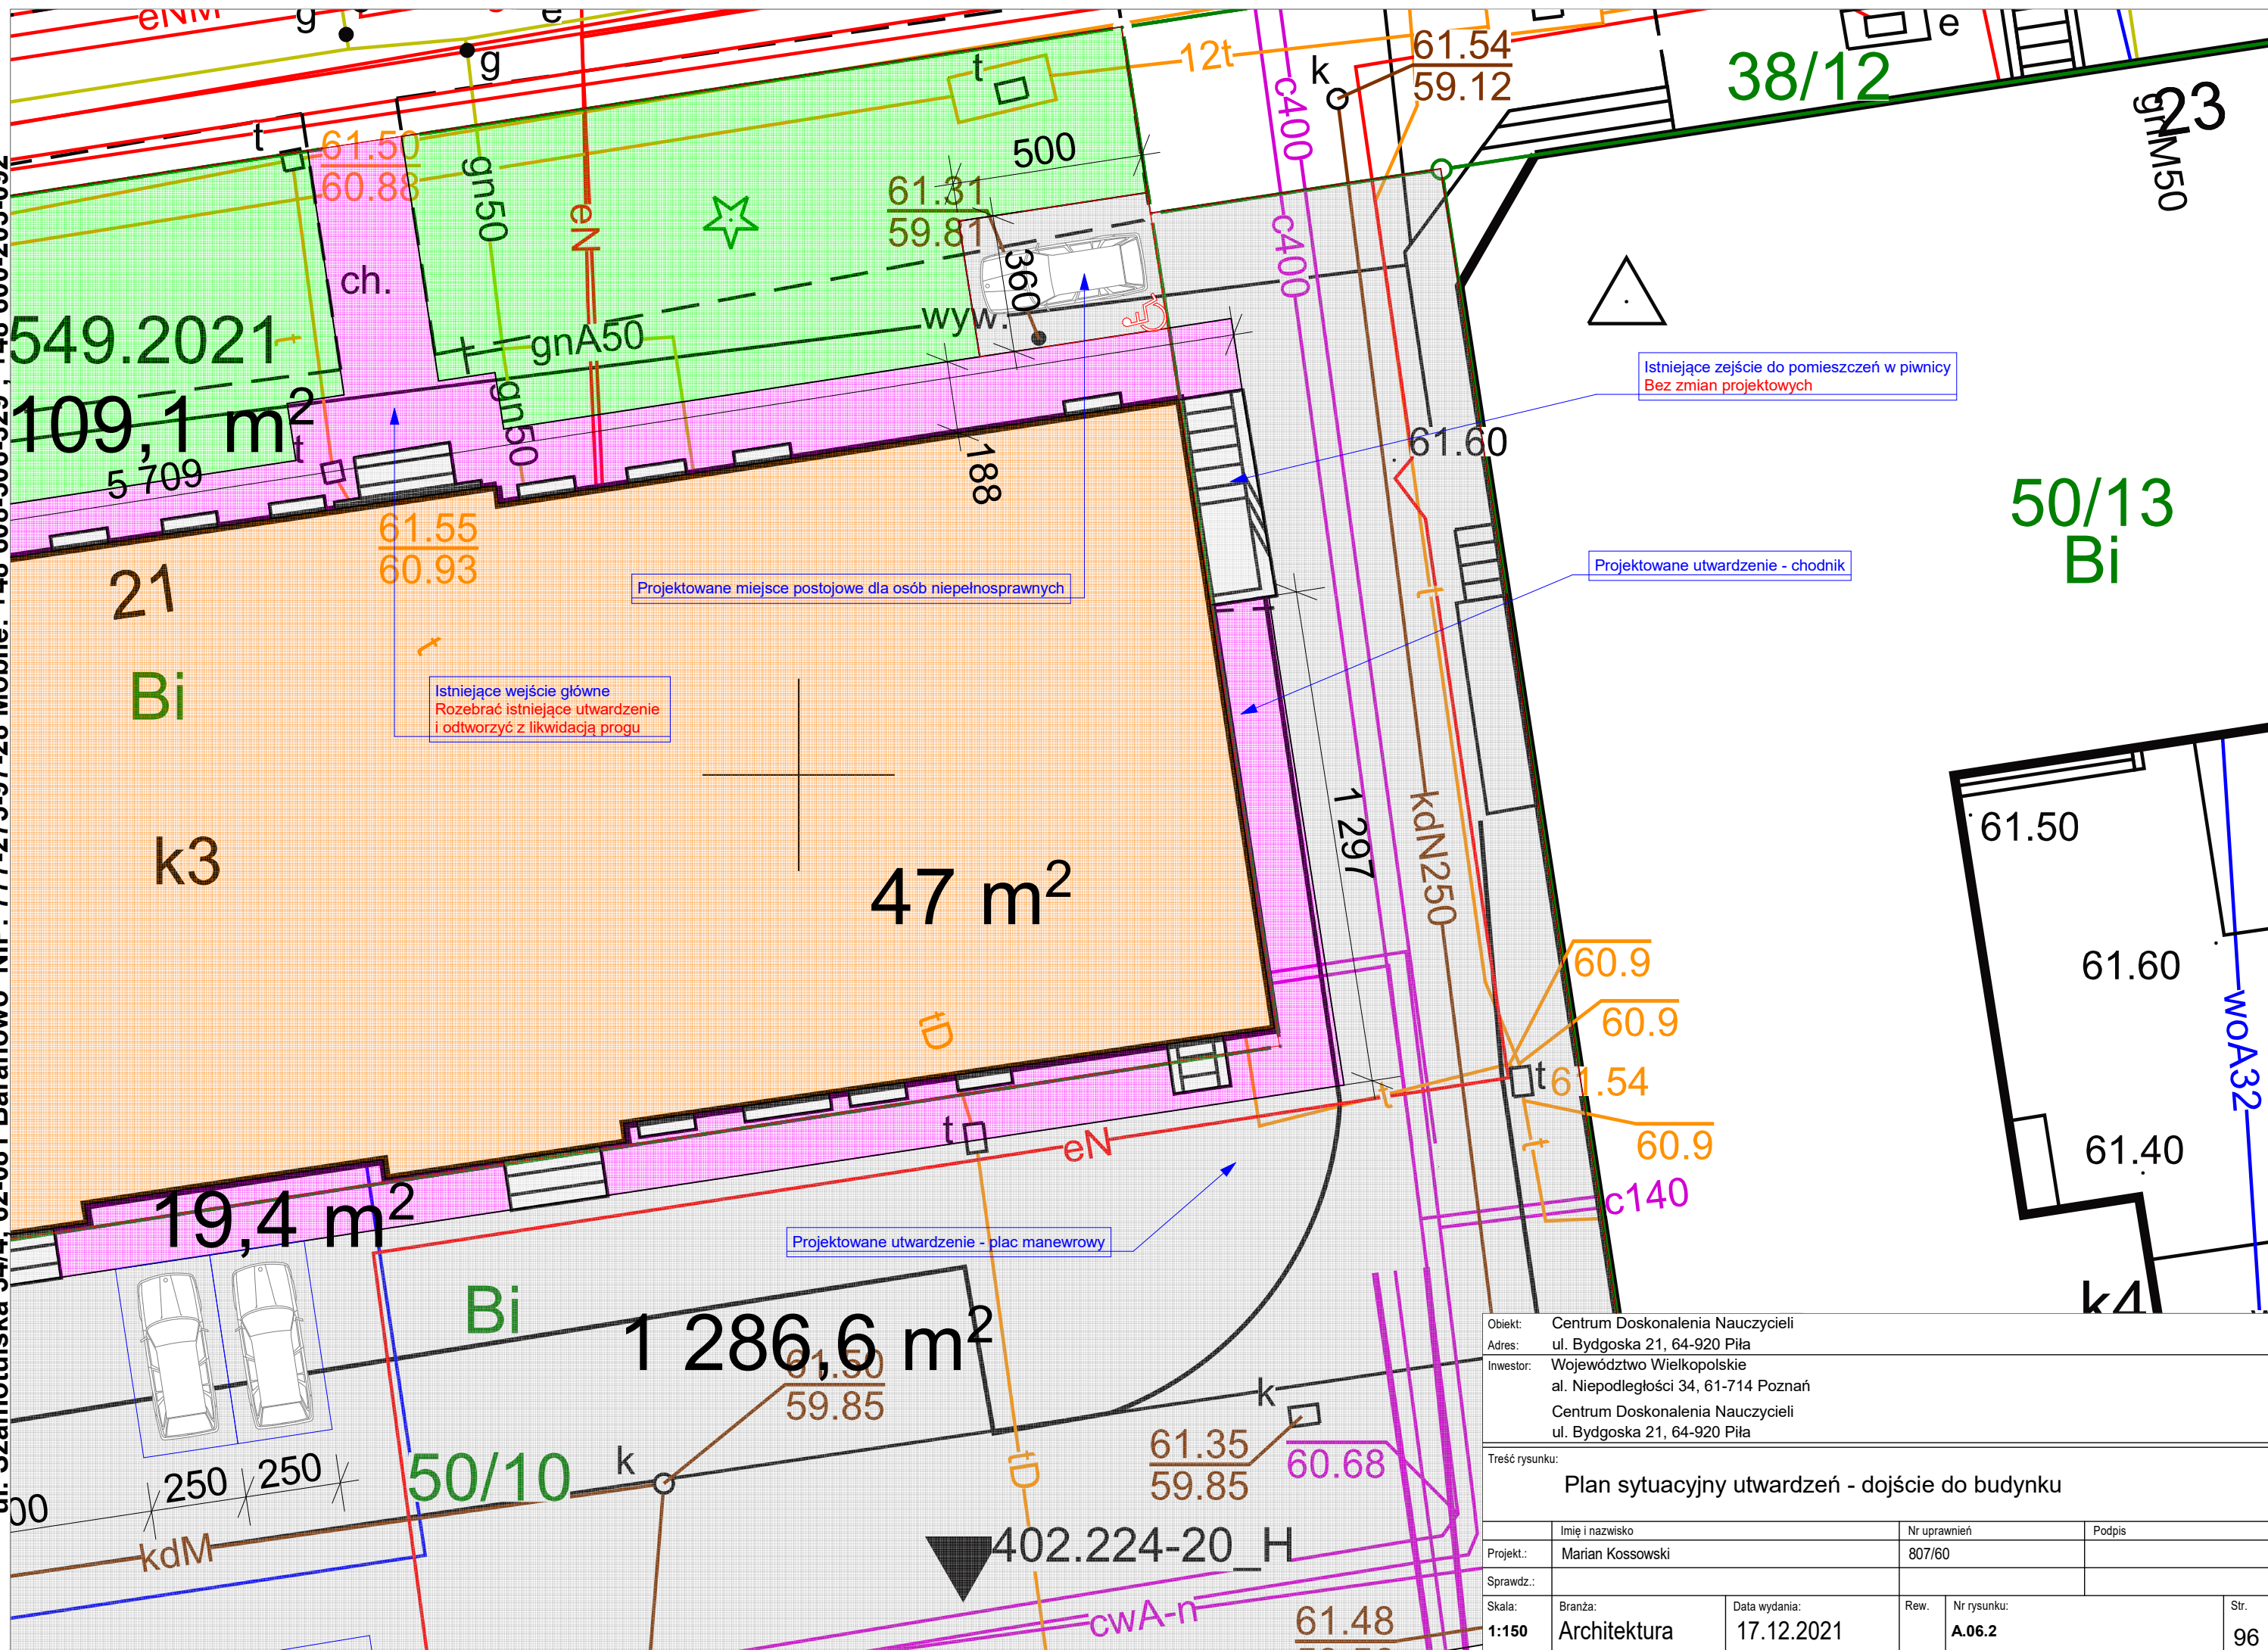 eNM
g
e
g
t
12t
k
61.54
59.12
38/12
e
23
gnM50
c400
t
61.50
60.88
gn50
eN
500
61.31
59.81
360
ch.
wyw.
c400
549.2021
t
gnA50
109,1 m²
t
gn50
5 709
188
61.60
Istniejące zejście do pomieszczeń w piwnicy
Bez zmian projektowych
50/13
Bi
61.55
60.93
21
t
Projektowane miejsce postojowe dla osób niepełnosprawnych
Projektowane utwardzenie - chodnik
t
Bi
Istniejące wejście główne
Rozebrać istniejące utwardzenie
i odtworzyć z likwidacją progu
k3
47 m²
1 297
kdN250
61.50
61.60
woA32
60.9
60.9
tD
t
t
61.54
60.9
t
61.40
t
eN
c140
19,4 m²
Projektowane utwardzenie - plac manewrowy
Bi
1 286,6 m²
61.50
59.85
k4
k
61.35
59.85
60.68
250
250
00
50/10
k
tD
kdM
402.224-20_H
cwA-n
61.48
Obiekt: Centrum Doskonalenia Nauczycieli
Adres: ul. Bydgoska 21, 64-920 Piła
Inwestor: Województwo Wielkopolskie
al. Niepodległości 34, 61-714 Poznań
Centrum Doskonalenia Nauczycieli
ul. Bydgoska 21, 64-920 Piła
Treść rysunku:
Plan sytuacyjny utwardzeń - dojście do budynku
Imię i nazwisko Nr uprawnień Podpis
Projekt.: Marian Kossowski 807/60
Sprawdz.:
Skala: Branża: Data wydania: Rew. Nr rysunku: Str.
1:150 Architektura 17.12.2021 A.06.2 96